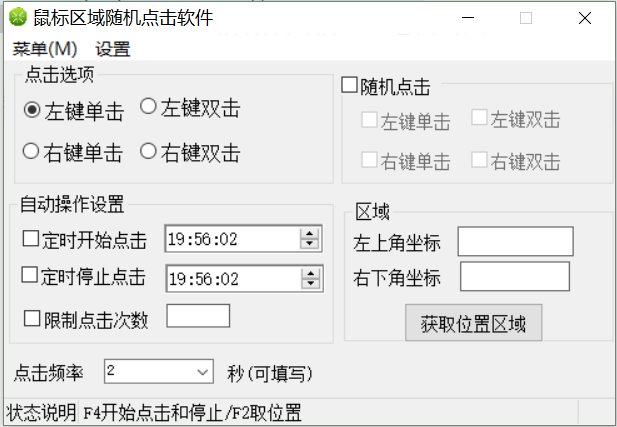 鼠标区域随机点击软件
菜单(M) 设置
点击选项
左键单击 左键双击
右键单击 右键双击
随机点击
左键单击 左键双击
右键单击 右键双击
自动操作设置
定时开始点击 19:56:02
定时停止点击 19:56:02
限制点击次数
区域
左上角坐标
右下角坐标
获取位置区域
点击频率 2 秒(可填写)
状态说明 F4开始点击和停止/F2取位置